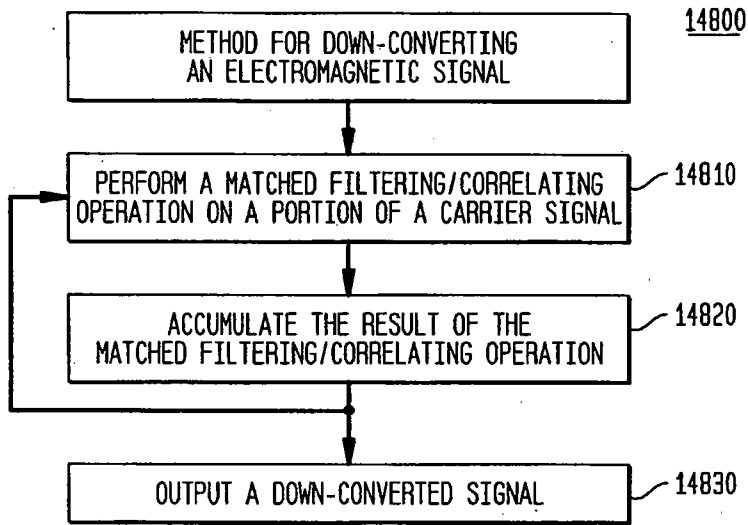 14800
METHOD FOR DOWN-CONVERTING
AN ELECTROMAGNETIC SIGNAL
PERFORM A MATCHED FILTERING/CORRELATING
OPERATION ON A PORTION OF A CARRIER SIGNAL
14810
ACCUMULATE THE RESULT OF THE
MATCHED FILTERING/CORRELATING OPERATION
14820
OUTPUT A DOWN-CONVERTED SIGNAL
14830